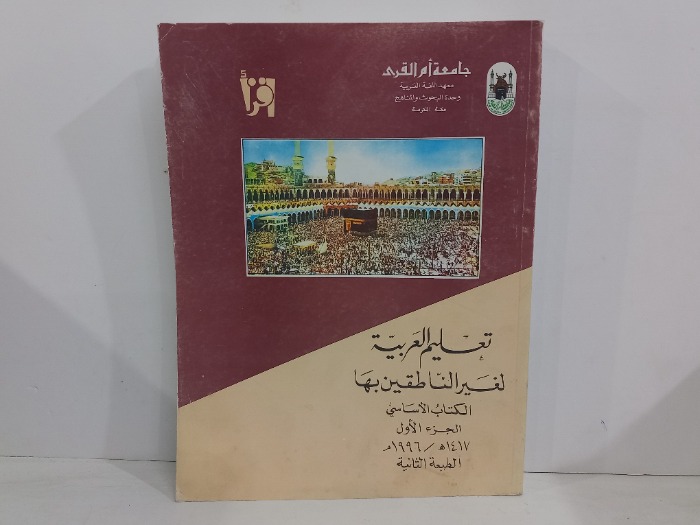 جامعة أم القرى
معهد اللغة العربية
وحدة البحوث والمناهج
مكة المكرمة
اقرأ
تعليم العربية
لغير الناطقين بها
الكتاب الأساسي
الجزء الأول
١٤١٧هـ / ١٩٩٦م
الطبعة الثانية